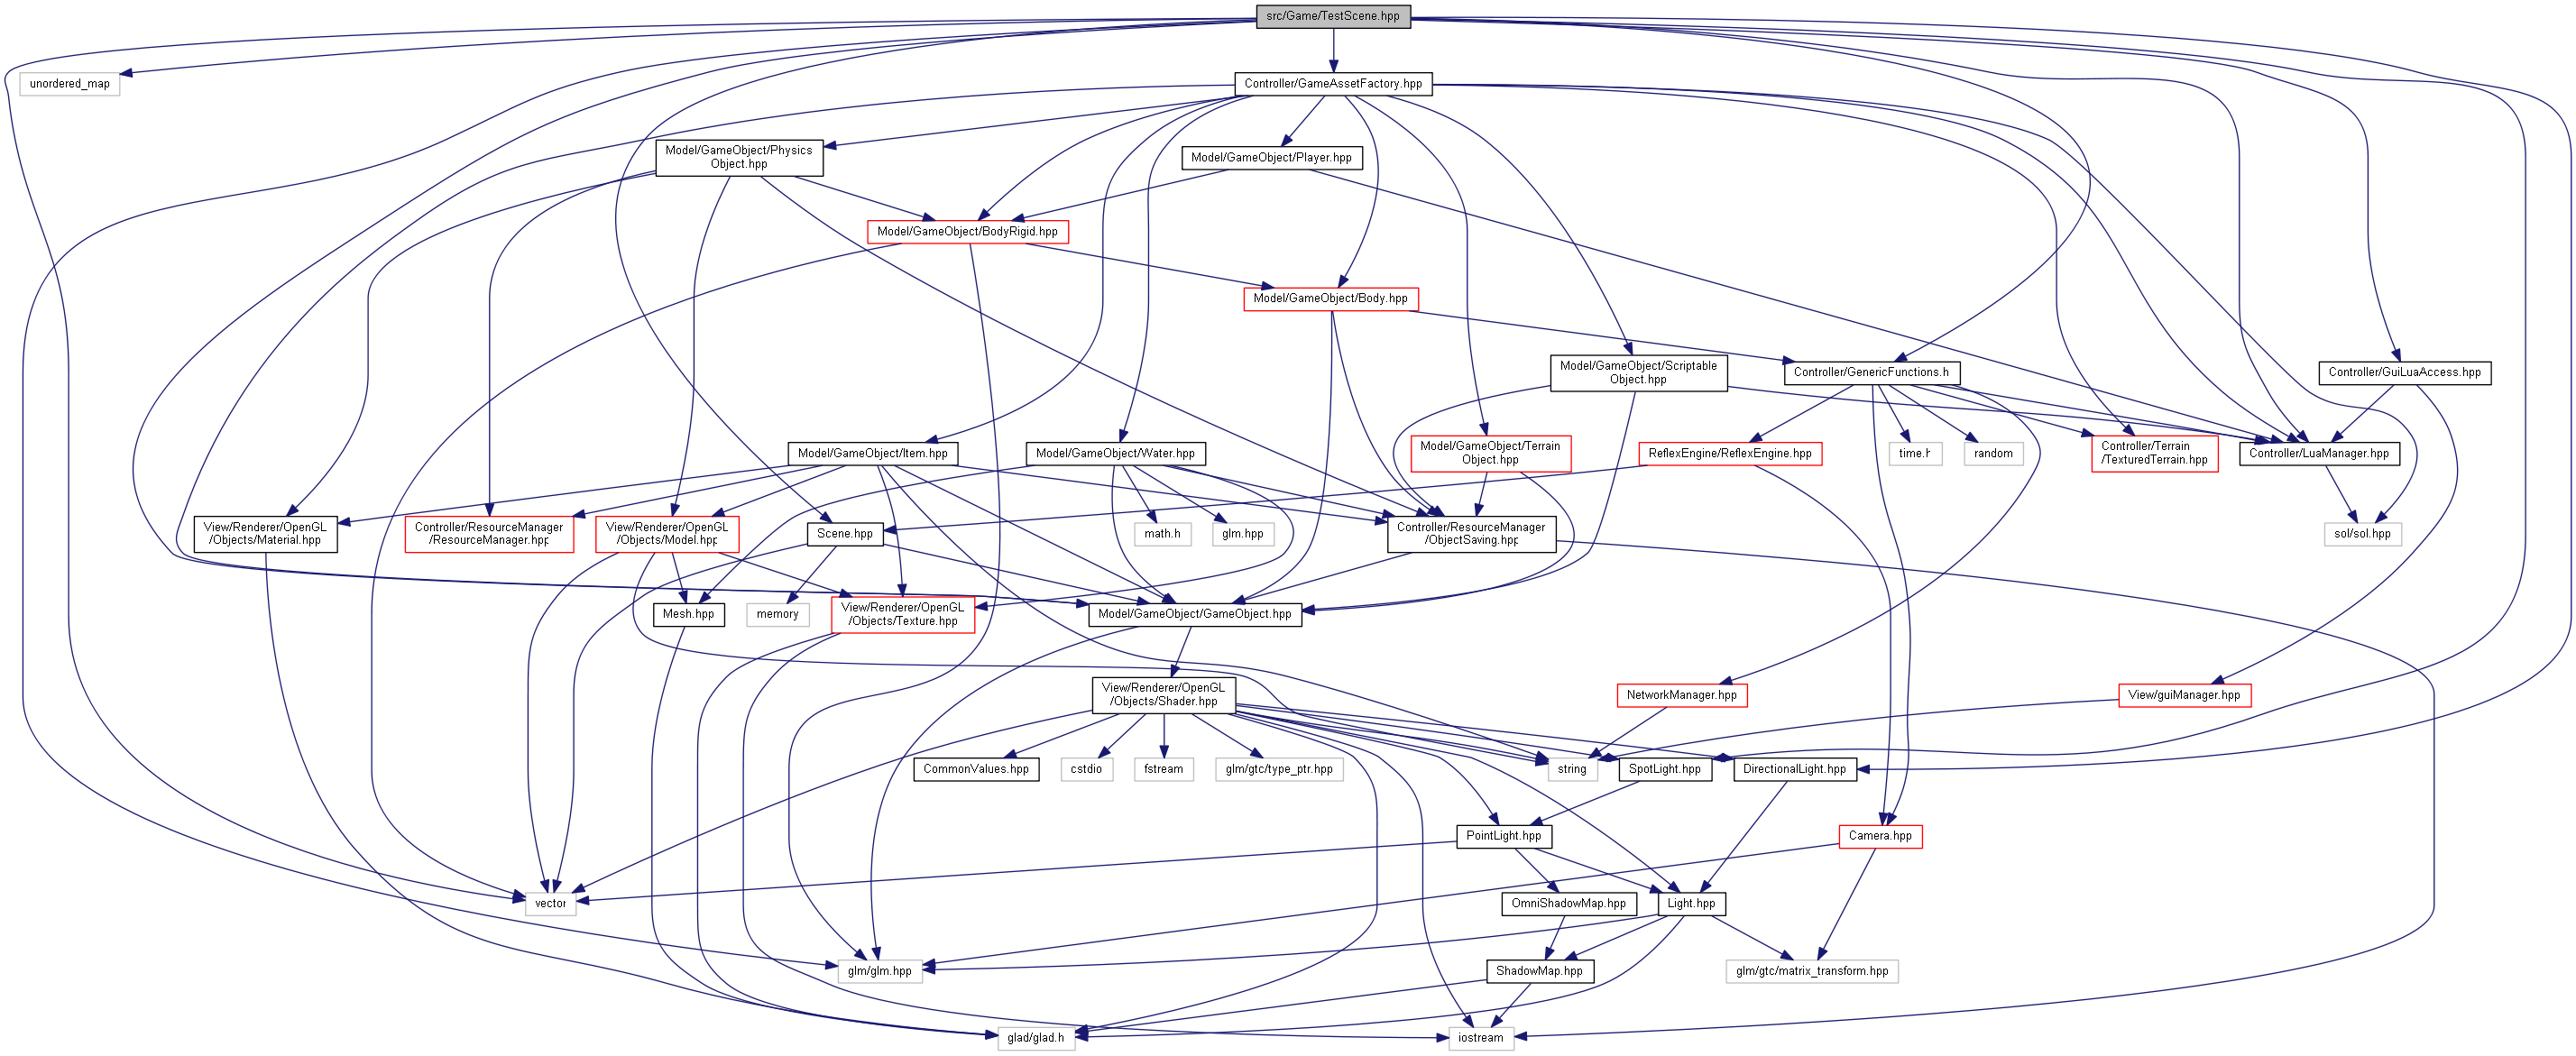 src/Game/TestScene.hpp
unordered_map
Controller/GameAssetFactory.hpp
Model/GameObject/Physics
Object.hpp
Model/GameObject/Player.hpp
Model/GameObject/BodyRigid.hpp
Model/GameObject/Body.hpp
Model/GameObject/Scriptable
Object.hpp
Controller/GenericFunctions.h
Controller/GuiLuaAccess.hpp
Model/GameObject/Item.hpp
Model/GameObject/Water.hpp
Model/GameObject/Terrain
Object.hpp
ReflexEngine/ReflexEngine.hpp
time.h
random
Controller/Terrain
/TexturedTerrain.hpp
Controller/LuaManager.hpp
View/Renderer/OpenGL
/Objects/Material.hpp
Controller/ResourceManager
/ResourceManager.hpp
View/Renderer/OpenGL
/Objects/Model.hpp
Scene.hpp
math.h
glm.hpp
Controller/ResourceManager
/ObjectSaving.hpp
sol/sol.hpp
Mesh.hpp
memory
View/Renderer/OpenGL
/Objects/Texture.hpp
Model/GameObject/GameObject.hpp
View/Renderer/OpenGL
/Objects/Shader.hpp
NetworkManager.hpp
View/guiManager.hpp
CommonValues.hpp
cstdio
fstream
glm/gtc/type_ptr.hpp
string
SpotLight.hpp
DirectionalLight.hpp
PointLight.hpp
Camera.hpp
vector
OmniShadowMap.hpp
Light.hpp
glm/glm.hpp
ShadowMap.hpp
glm/gtc/matrix_transform.hpp
glad/glad.h
iostream